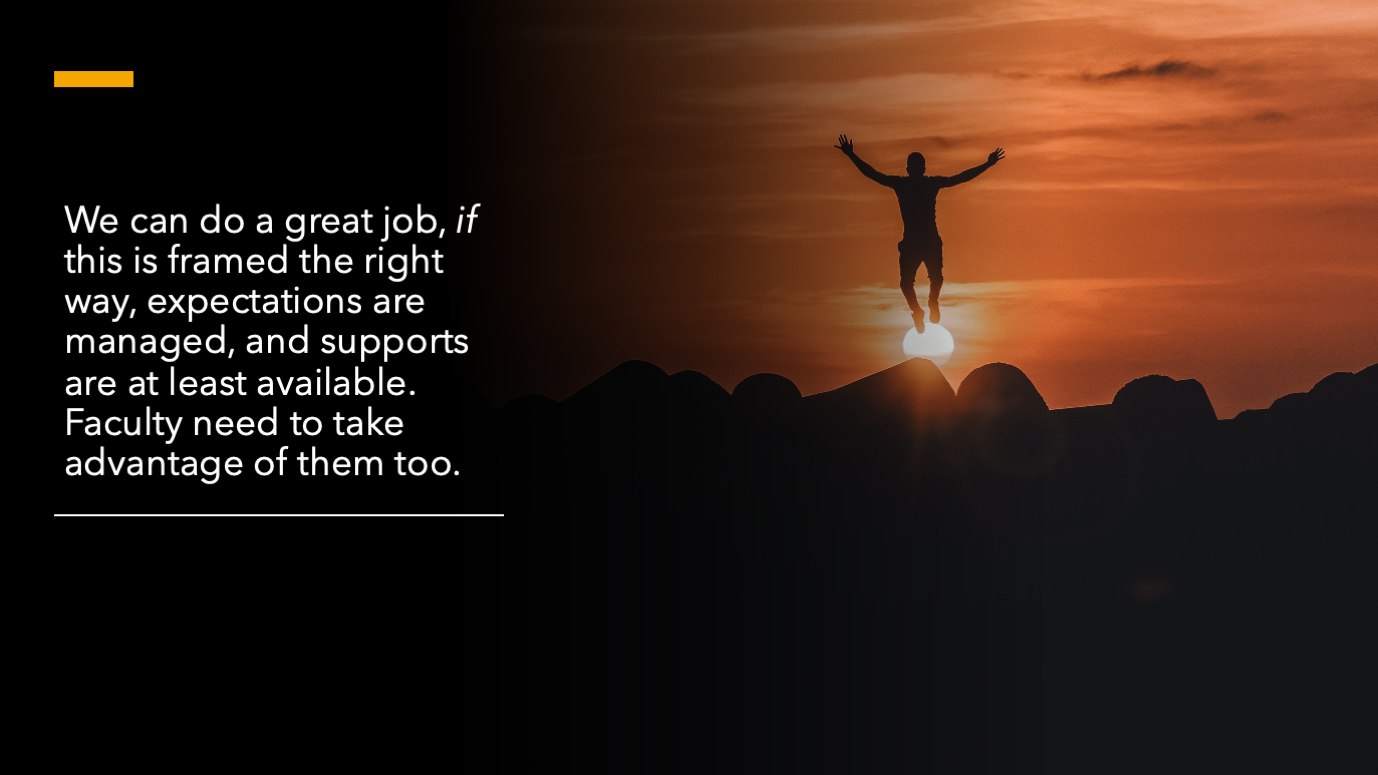 We can do a great job, if
this is framed the right
way, expectations are
managed, and supports
are at least available.
Faculty need to take
advantage of them too.